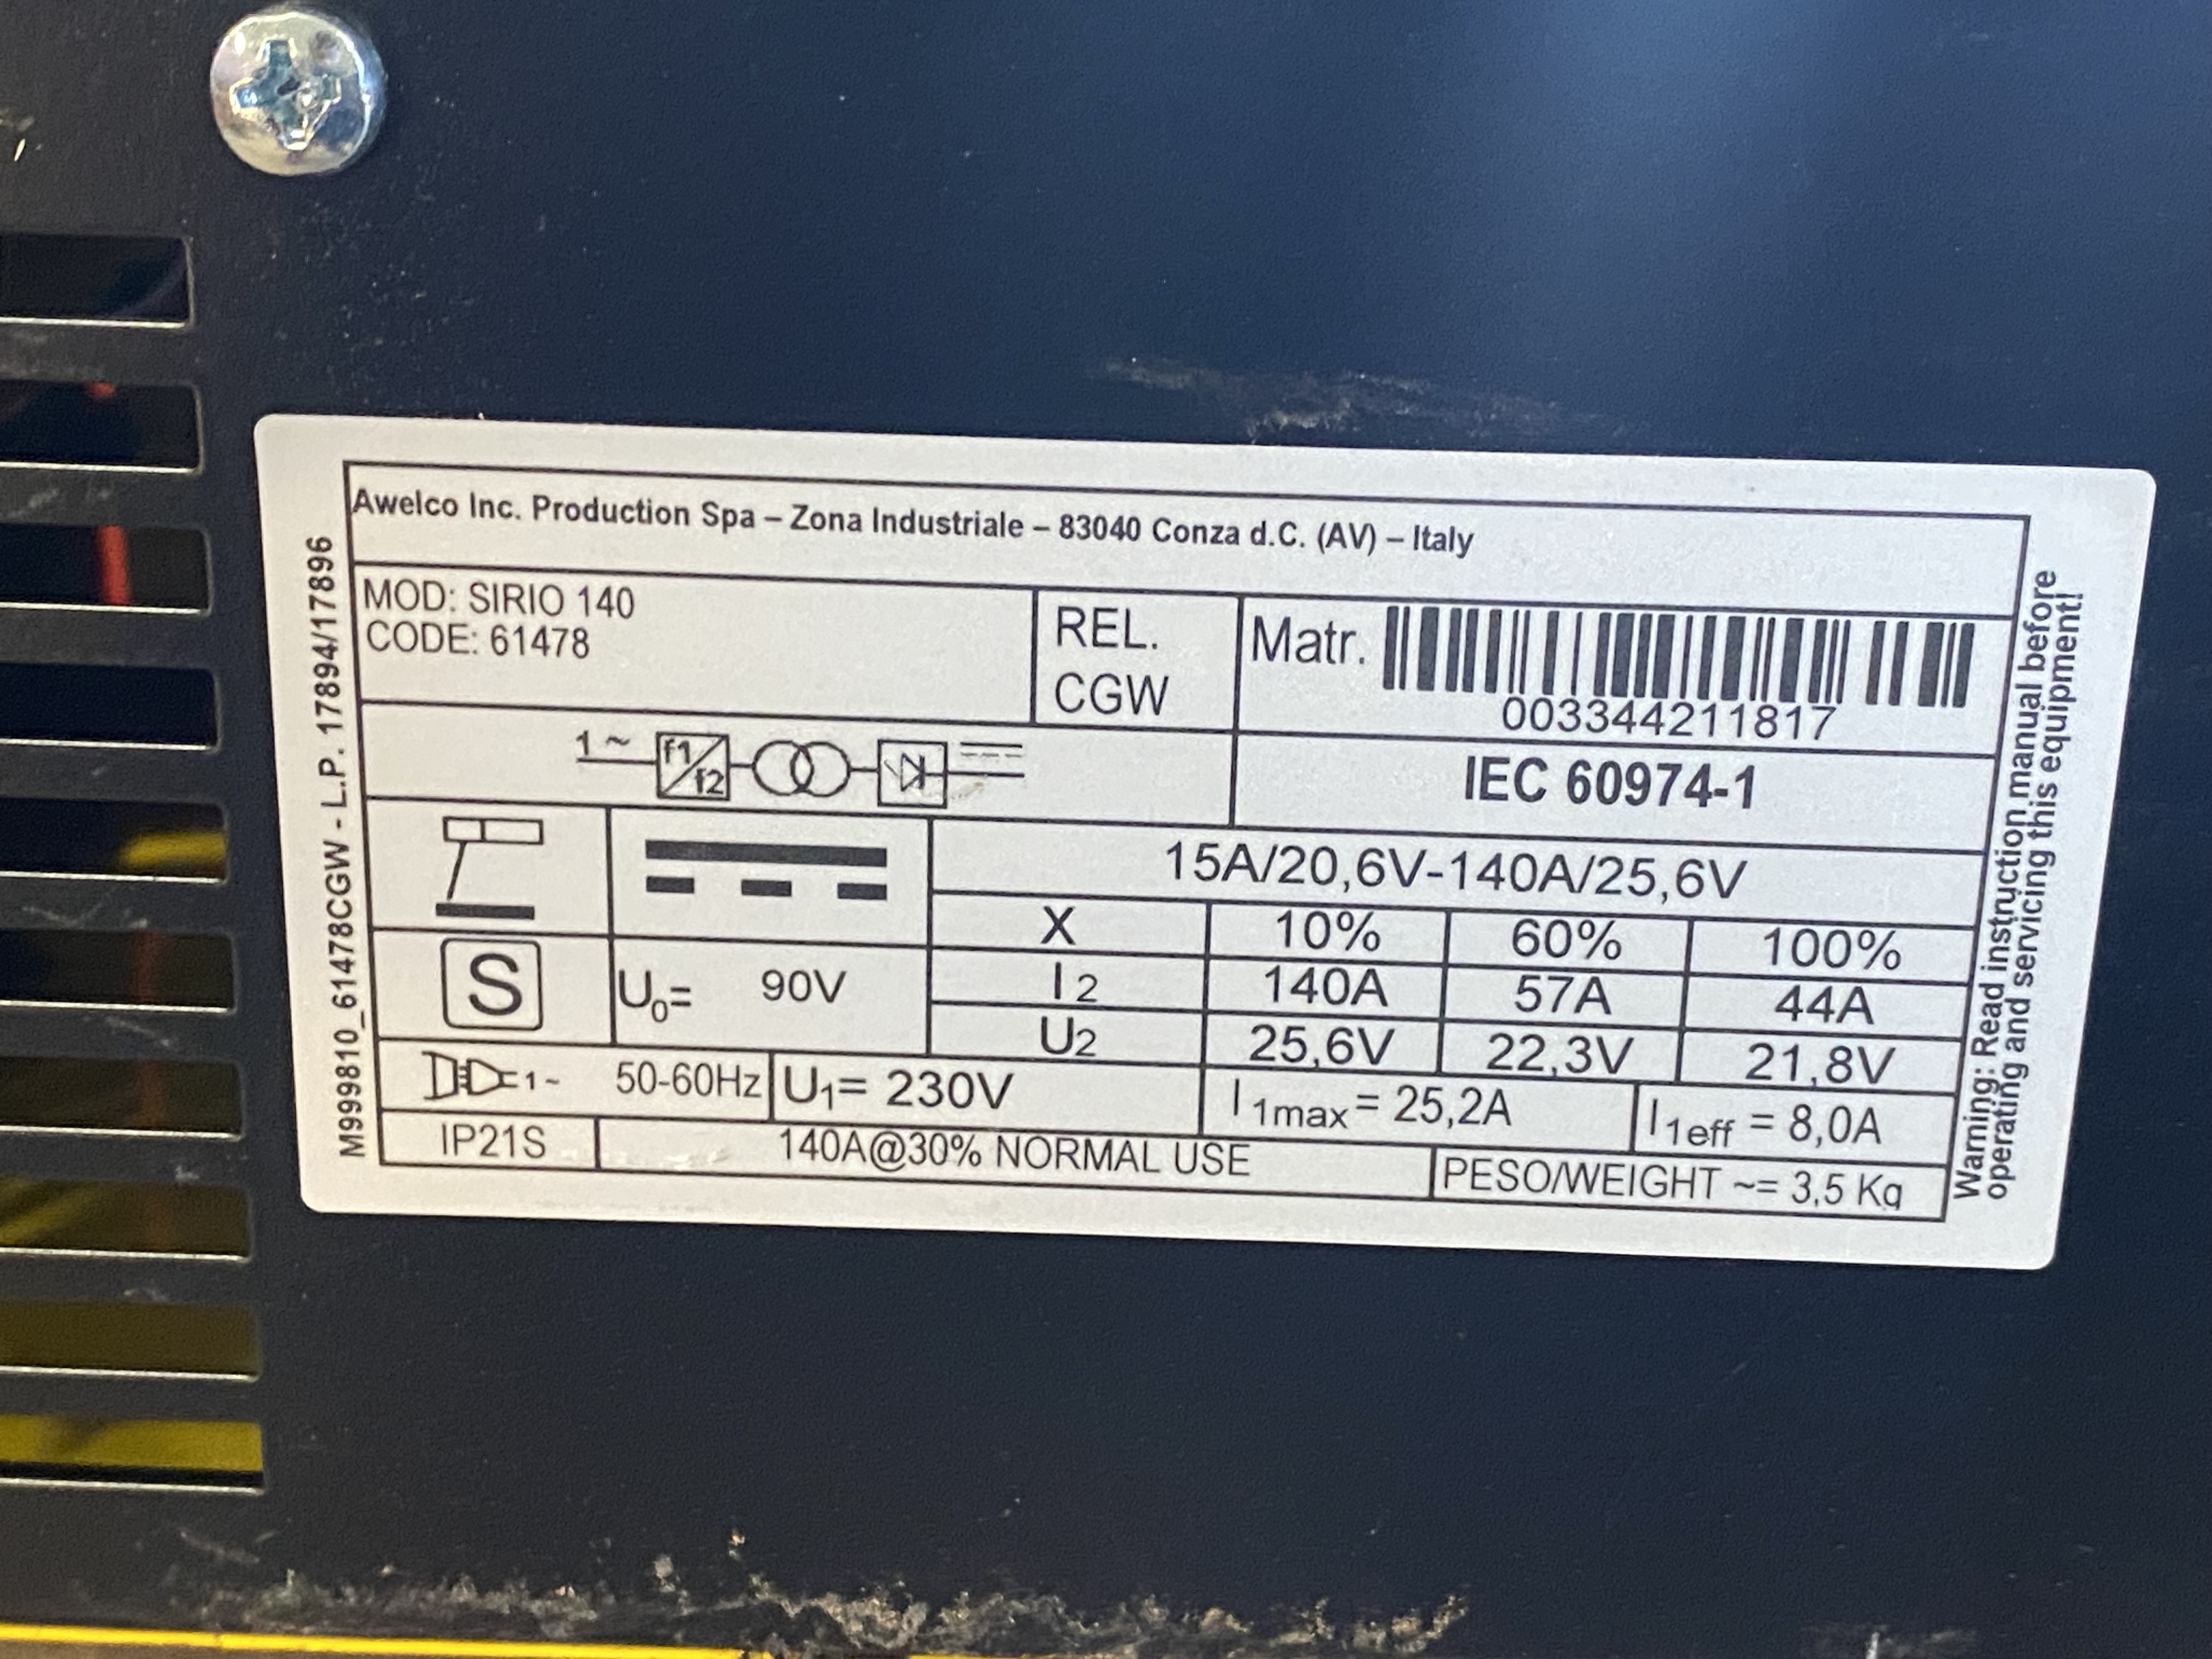 Awelco Inc. Production Spa – Zona Industriale – 83040 Conza d.C. (AV) – Italy
MOD: SIRIO 140
CODE: 61478
REL.
CGW
Matr.
003344211817
1 ~
f1
f2
IEC 60974-1
15A/20,6V-140A/25,6V
X 10% 60% 100%
S
U0= 90V
I2 140A 57A 44A
U2 25,6V 22,3V 21,8V
1~ 50-60Hz
U1= 230V
I1max= 25,2A
I1eff = 8,0A
IP21S
140A@30% NORMAL USE
PESO/WEIGHT ~= 3,5 Kg
M999810_61478CGW - L.P. 17894/17896
Warning: Read instruction manual before
operating and servicing this equipment!